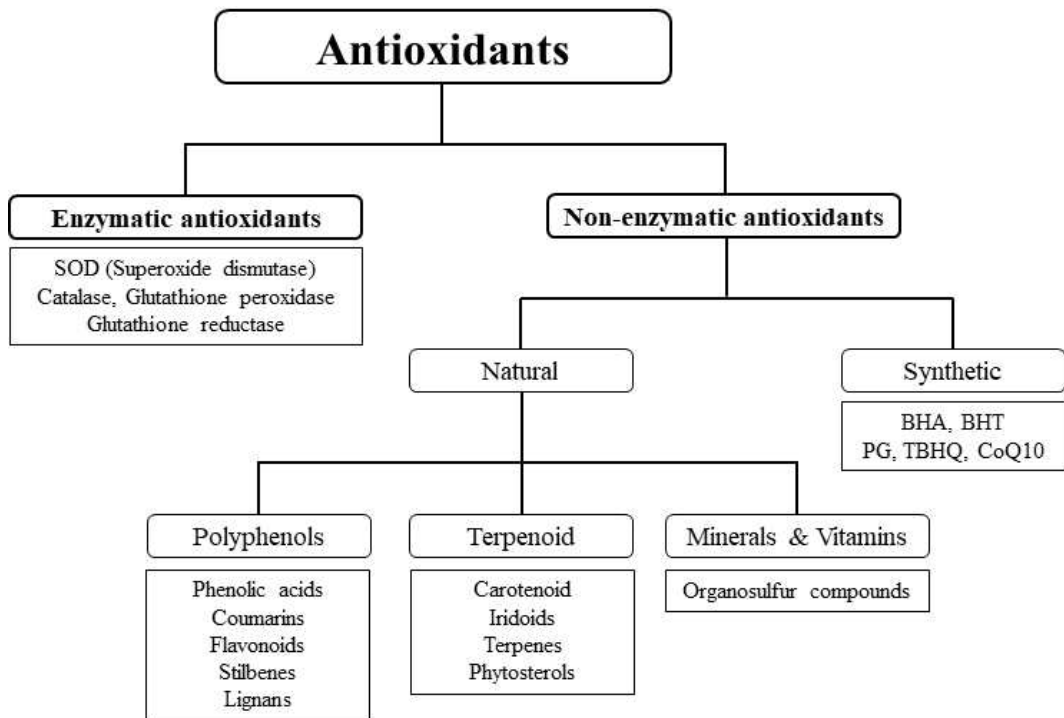 Antioxidants
Enzymatic antioxidants
Non-enzymatic antioxidants
SOD (Superoxide dismutase)
Catalase, Glutathione peroxidase
Glutathione reductase
Natural
Synthetic
BHA, BHT
PG, TBHQ, CoQ10
Polyphenols
Terpenoid
Minerals & Vitamins
Phenolic acids
Coumarins
Flavonoids
Stilbenes
Lignans
Carotenoid
Iridoids
Terpenes
Phytosterols
Organosulfur compounds